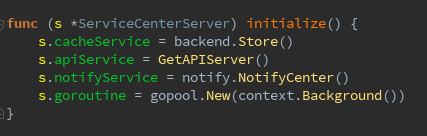 func (s *ServiceCenterServer) initialize() {
s.cacheService = backend.Store()
s.apiService = GetAPIServer()
s.notifyService = notify.NotifyCenter()
s.goroutine = gopool.New(context.Background())
}